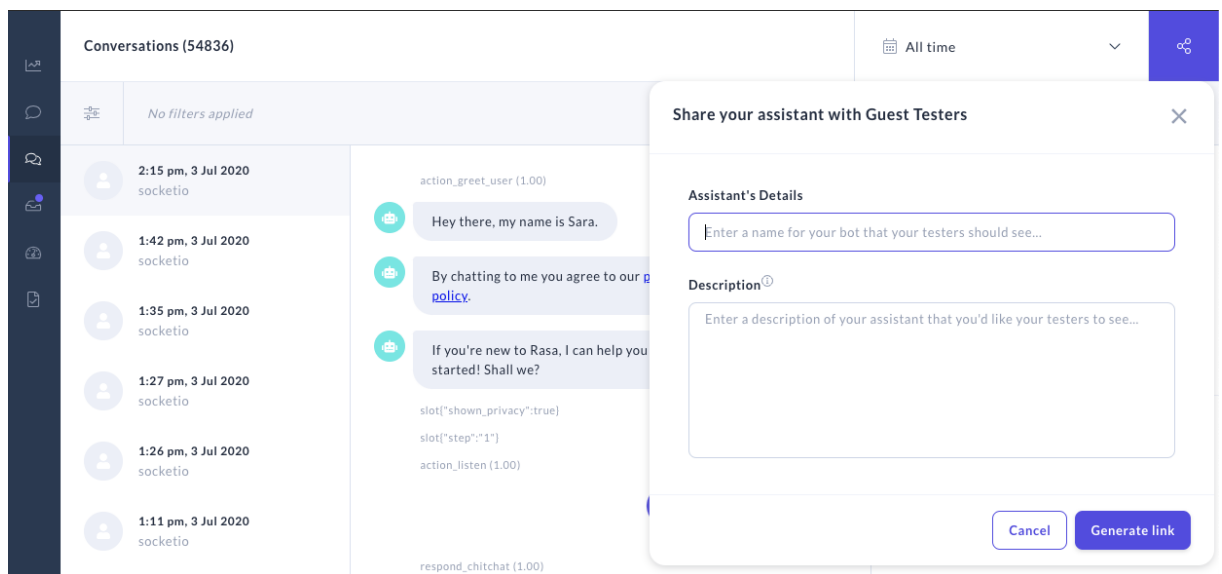 Conversations (54836)
All time
No filters applied
2:15 pm, 3 Jul 2020
socketio
1:42 pm, 3 Jul 2020
socketio
1:35 pm, 3 Jul 2020
socketio
1:27 pm, 3 Jul 2020
socketio
1:26 pm, 3 Jul 2020
socketio
1:11 pm, 3 Jul 2020
socketio
action_greet_user (1.00)
Hey there, my name is Sara.
By chatting to me you agree to our
policy.
If you're new to Rasa, I can help you
started! Shall we?
slot{"shown_privacy":true}
slot{"step":"1"}
action_listen (1.00)
respond_chitchat (1.00)
Share your assistant with Guest Testers
Assistant's Details
Enter a name for your bot that your testers should see...
Description
Enter a description of your assistant that you'd like your testers to see...
Cancel
Generate link